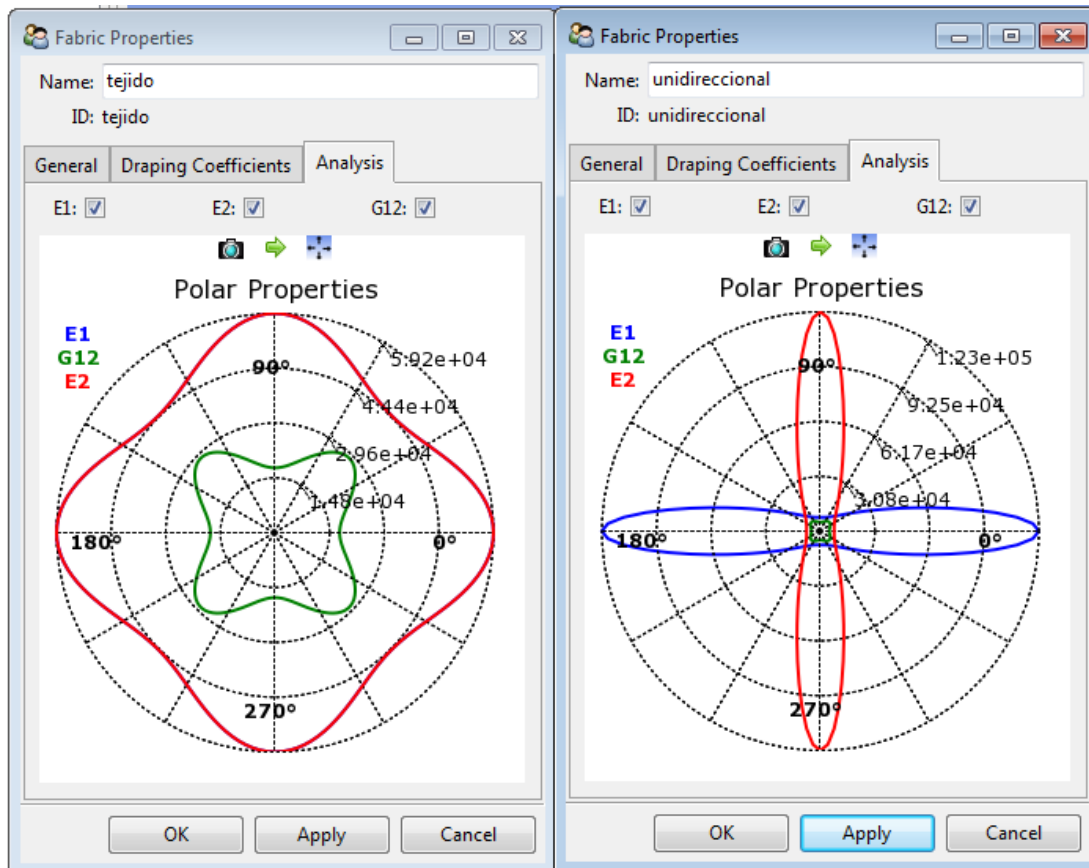 Fabric Properties
Name: tejido
ID: tejido
General Draping Coefficients Analysis
E1: E2: G12:
Polar Properties
E1
G12
E2
90°
5.92e+04
4.44e+04
2.96e+04
1.48e+04
180°
0°
270°
OK Apply Cancel
Fabric Properties
Name: unidireccional
ID: unidireccional
General Draping Coefficients Analysis
E1: E2: G12:
Polar Properties
E1
G12
E2
90°
1.23e+05
9.25e+04
6.17e+04
3.08e+04
180°
0°
270°
OK Apply Cancel